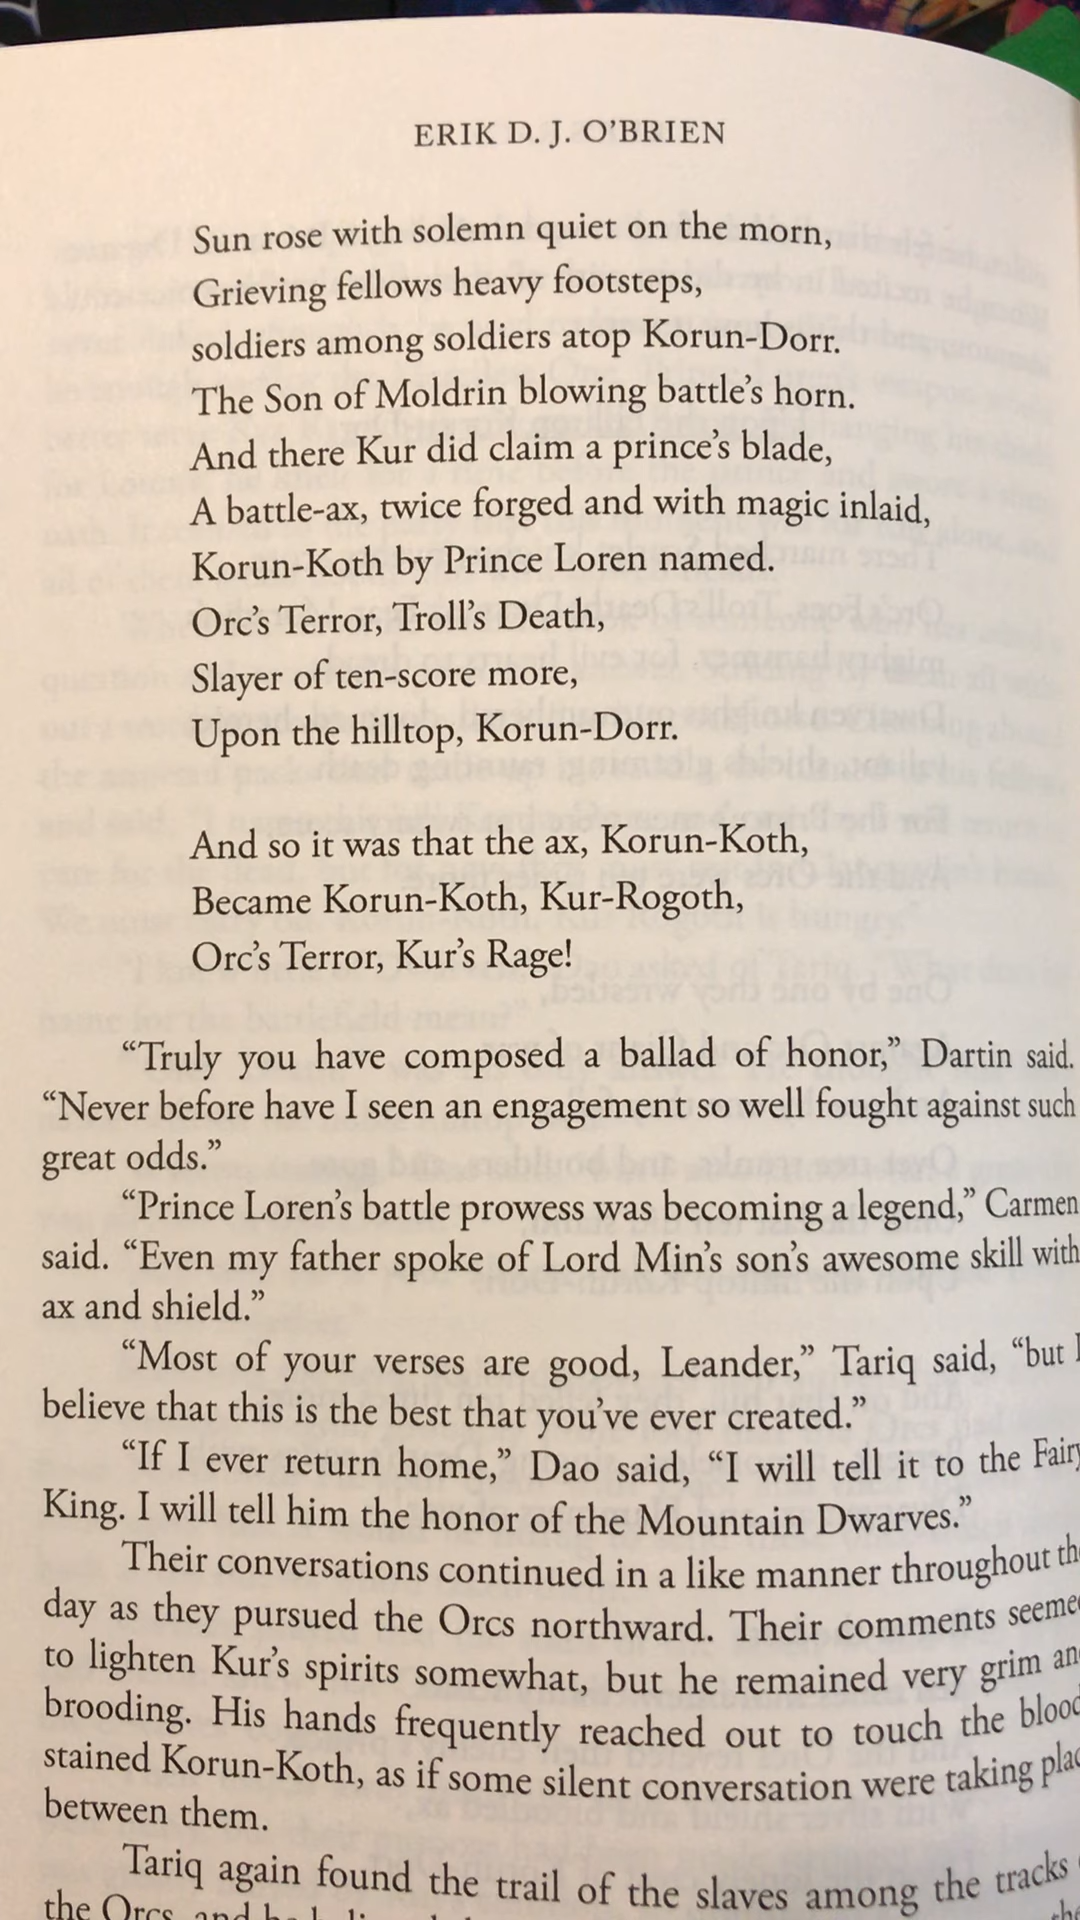 ERIK D. J. O'BRIEN
Sun rose with solemn quiet on the morn,
Grieving fellows heavy footsteps,
soldiers among soldiers atop Korun-Dorr.
The Son of Moldrin blowing battle's horn.
And there Kur did claim a prince's blade,
A battle-ax, twice forged and with magic inlaid,
Korun-Koth by Prince Loren named.
Orc's Terror, Troll's Death,
Slayer of ten-score more,
Upon the hilltop, Korun-Dorr.
And so it was that the ax, Korun-Koth,
Became Korun-Koth, Kur-Rogoth,
Orc's Terror, Kur's Rage!
“Truly you have composed a ballad of honor,” Dartin said.
“Never before have I seen an engagement so well fought against such
great odds.”
“Prince Loren's battle prowess was becoming a legend,” Carmen
said. “Even my father spoke of Lord Min's son's awesome skill with
ax and shield.”
“Most of your verses are good, Leander,” Tariq said, “but I
believe that this is the best that you've ever created.”
“If I ever return home,” Dao said, “I will tell it to the Fairy
King. I will tell him the honor of the Mountain Dwarves.”
Their conversations continued in a like manner throughout the
day as they pursued the Orcs northward. Their comments seemed
to lighten Kur's spirits somewhat, but he remained very grim and
brooding. His hands frequently reached out to touch the blood
stained Korun-Koth, as if some silent conversation were taking place
between them.
Tariq again found the trail of the slaves among the tracks
the Orcs